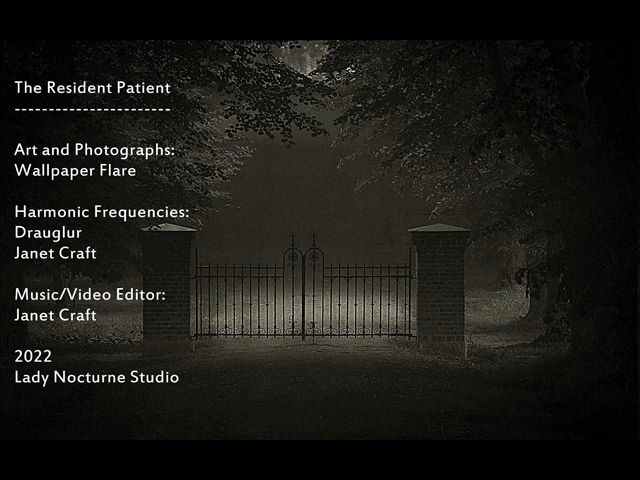 The Resident Patient
-----------------------
Art and Photographs:
Wallpaper Flare
Harmonic Frequencies:
Drauglur
Janet Craft
Music/Video Editor:
Janet Craft
2022
Lady Nocturne Studio